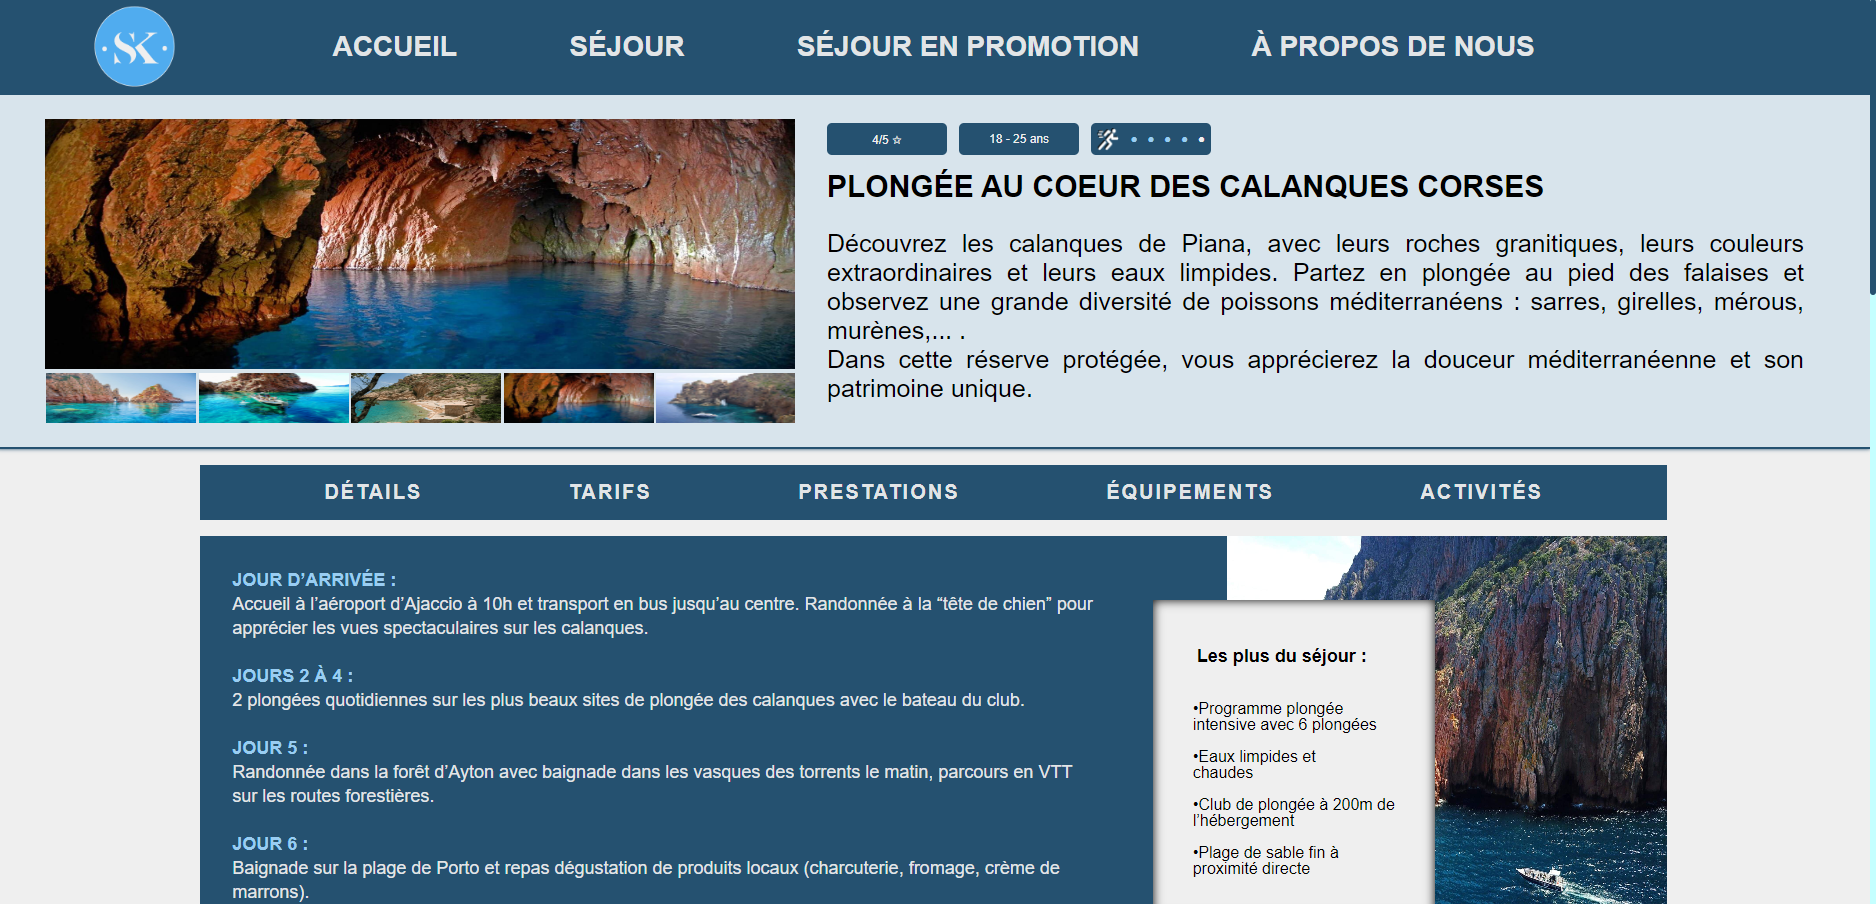 ·SK·
ACCUEIL
SÉJOUR
SÉJOUR EN PROMOTION
À PROPOS DE NOUS
4/5 ☆
18 - 25 ans
PLONGÉE AU COEUR DES CALANQUES CORSES
Découvrez les calanques de Piana, avec leurs roches granitiques, leurs couleurs
extraordinaires et leurs eaux limpides. Partez en plongée au pied des falaises et
observez une grande diversité de poissons méditerranéens : sarres, girelles, mérous,
murènes,... .
Dans cette réserve protégée, vous apprécierez la douceur méditerranéenne et son
patrimoine unique.
DÉTAILS
TARIFS
PRESTATIONS
ÉQUIPEMENTS
ACTIVITÉS
JOUR D’ARRIVÉE :
Accueil à l’aéroport d’Ajaccio à 10h et transport en bus jusqu’au centre. Randonnée à la “tête de chien” pour
apprécier les vues spectaculaires sur les calanques.
JOURS 2 À 4 :
2 plongées quotidiennes sur les plus beaux sites de plongée des calanques avec le bateau du club.
JOUR 5 :
Randonnée dans la forêt d’Ayton avec baignade dans les vasques des torrents le matin, parcours en VTT
sur les routes forestières.
JOUR 6 :
Baignade sur la plage de Porto et repas dégustation de produits locaux (charcuterie, fromage, crème de
marrons).
Les plus du séjour :
•Programme plongée
intensive avec 6 plongées
•Eaux limpides et
chaudes
•Club de plongée à 200m de
l’hébergement
•Plage de sable fin à
proximité directe